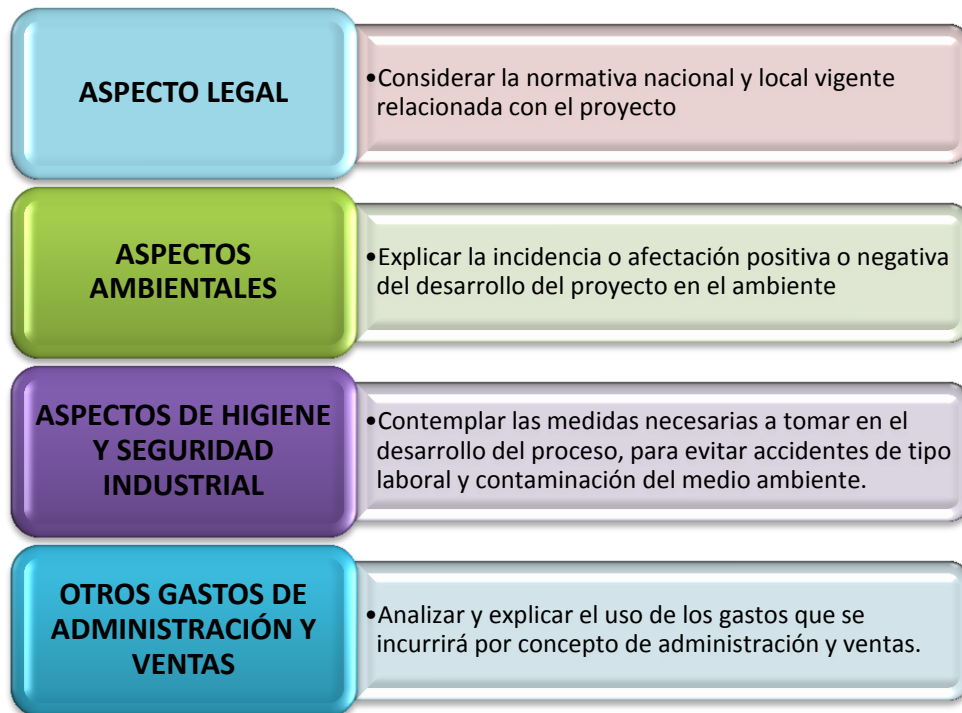 ASPECTO LEGAL
•Considerar la normativa nacional y local vigente
relacionada con el proyecto
ASPECTOS
AMBIENTALES
•Explicar la incidencia o afectación positiva o negativa
del desarrollo del proyecto en el ambiente
ASPECTOS DE HIGIENE
Y SEGURIDAD
INDUSTRIAL
•Contemplar las medidas necesarias a tomar en el
desarrollo del proceso, para evitar accidentes de tipo
laboral y contaminación del medio ambiente.
OTROS GASTOS DE
ADMINISTRACIÓN Y
VENTAS
•Analizar y explicar el uso de los gastos que se
incurrirá por concepto de administración y ventas.